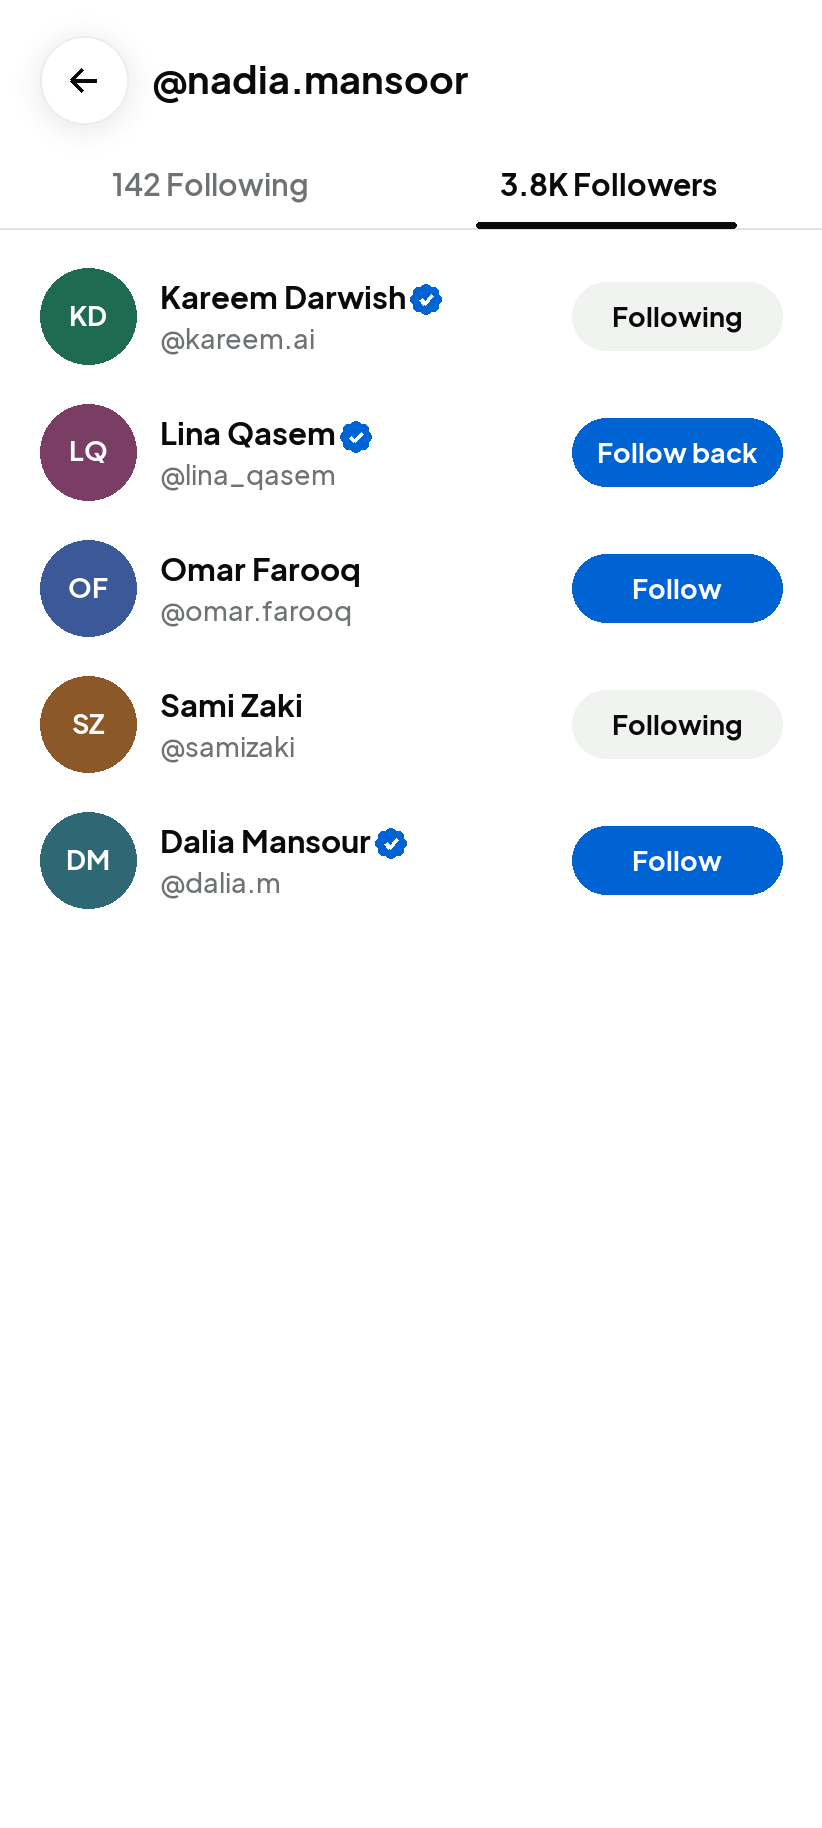 @nadia.mansoor
142 Following
3.8K Followers
KD
Kareem Darwish
@kareem.ai
Following
LQ
Lina Qasem
@lina_qasem
Follow back
OF
Omar Farooq
@omar.farooq
Follow
SZ
Sami Zaki
@samizaki
Following
DM
Dalia Mansour
@dalia.m
Follow